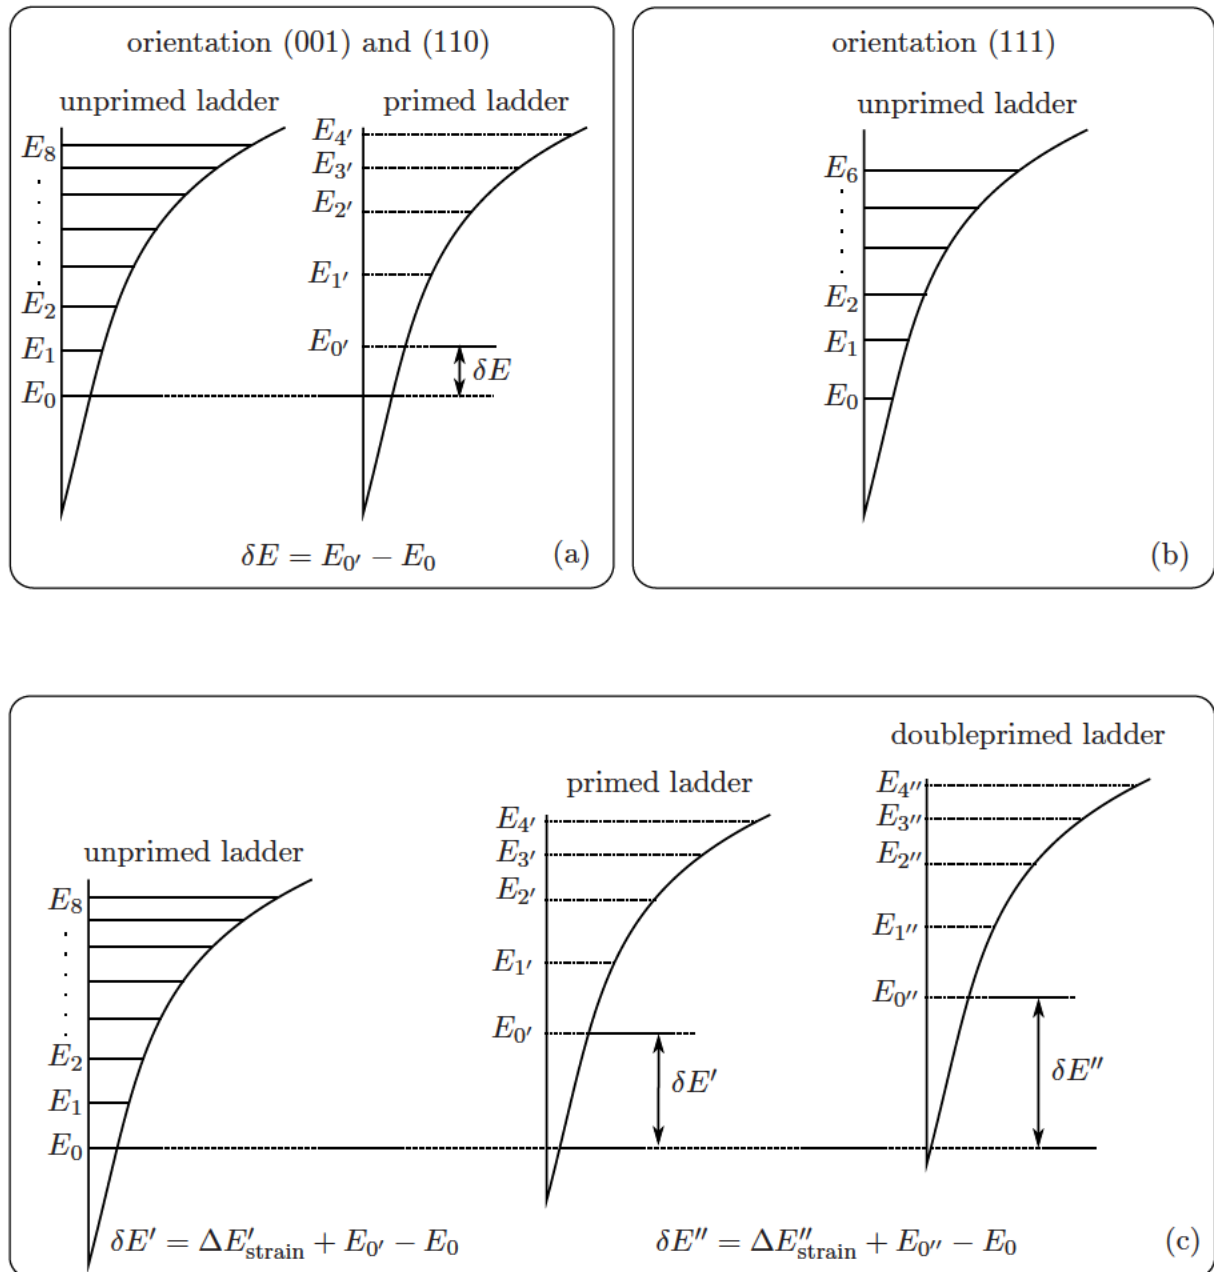 orientation (001) and (110)
unprimed ladder
primed ladder
E₈
E₂
E₁
E₀
E₄′
E₃′
E₂′
E₁′
E₀′
δE
δE = E₀′ − E₀
(a)
orientation (111)
unprimed ladder
E₆
E₂
E₁
E₀
(b)
unprimed ladder
E₈
E₂
E₁
E₀
primed ladder
E₄′
E₃′
E₂′
E₁′
E₀′
δE′
doubleprimed ladder
E₄″
E₃″
E₂″
E₁″
E₀″
δE″
δE′ = ΔE′strain + E₀′ − E₀
δE″ = ΔE″strain + E₀″ − E₀
(c)